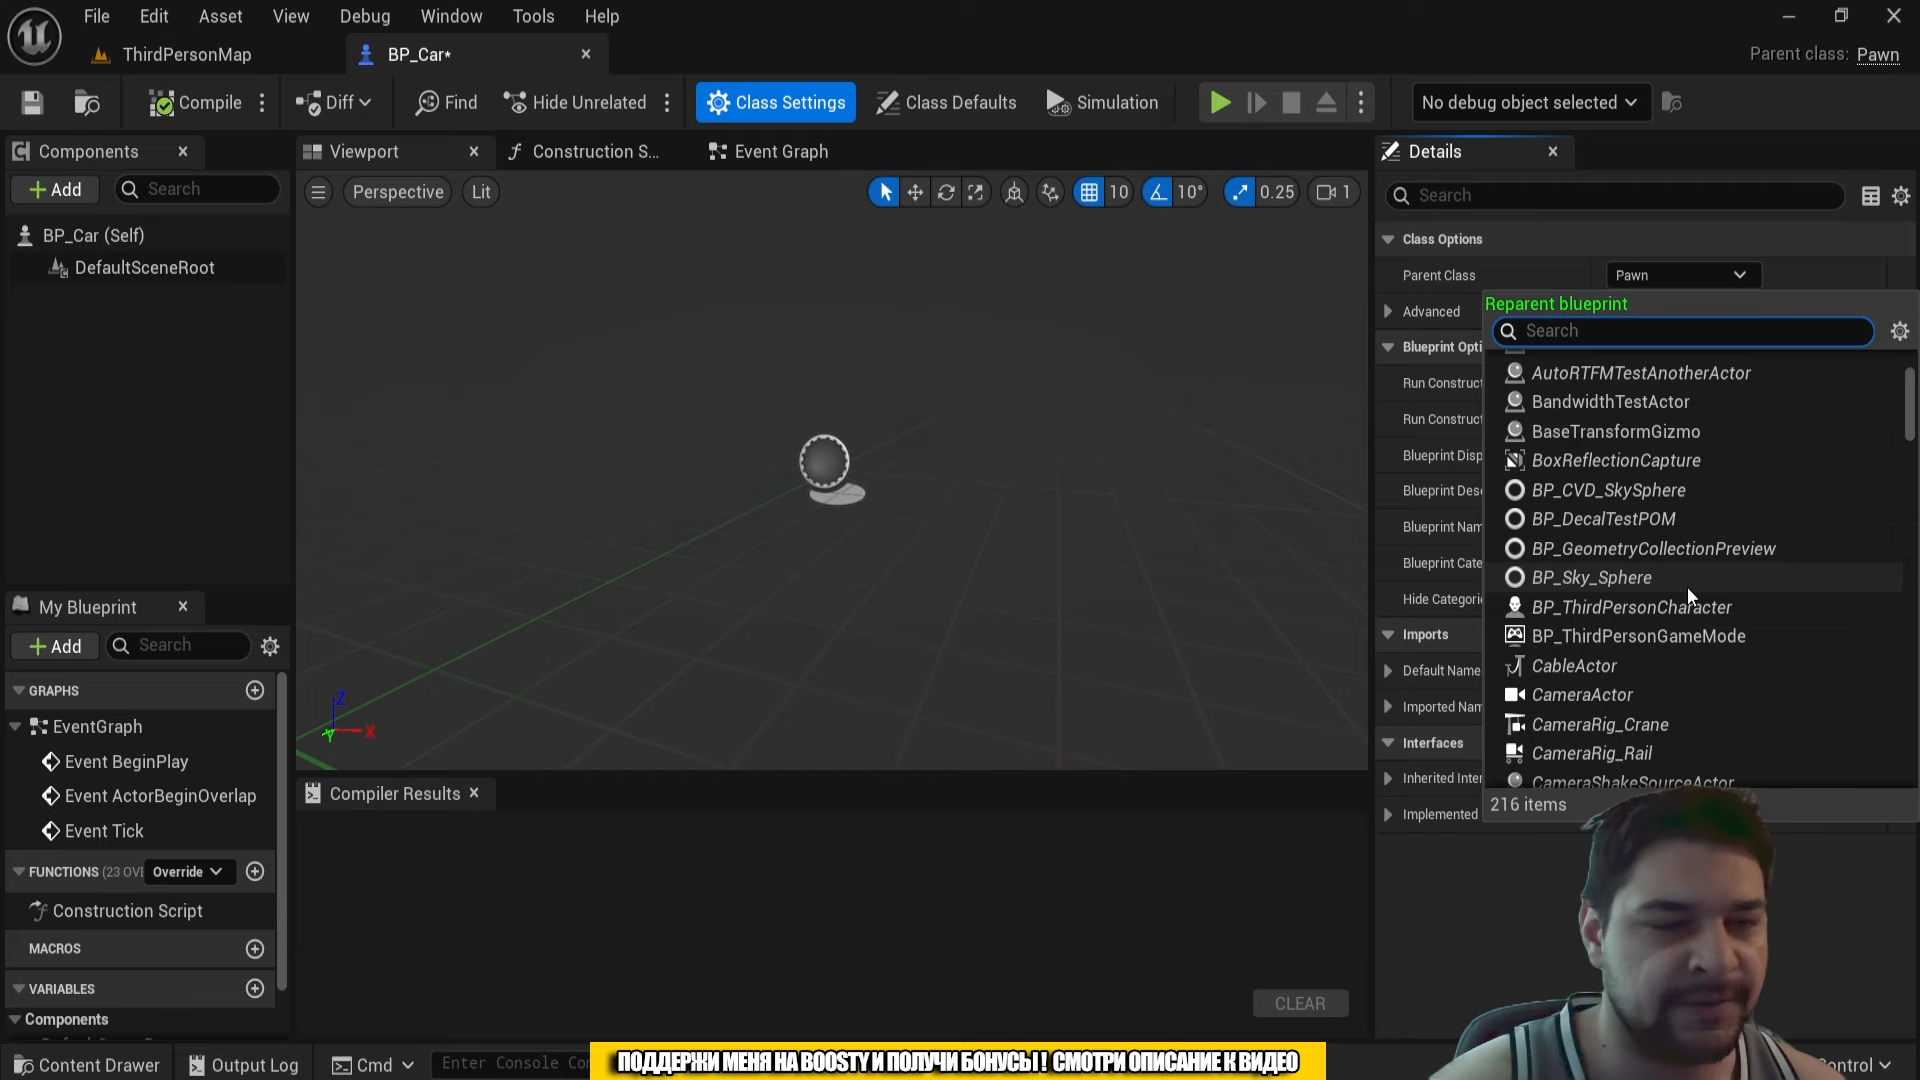 File Edit Asset View Debug Window Tools Help
ThirdPersonMap
BP_Car*
Parent class: Pawn
Compile
Diff
Find
Hide Unrelated
Class Settings
Class Defaults
Simulation
No debug object selected
Components
+ Add
Search
BP_Car (Self)
DefaultSceneRoot
Viewport
Construction S...
Event Graph
Perspective
Lit
10
10°
0.25
1
Z
X
Y
Details
Search
Class Options
Parent Class
Pawn
Advanced
Blueprint Opti
Run Construct
Run Construct
Blueprint Disp
Blueprint Des
Blueprint Nam
Blueprint Cate
Hide Categori
Imports
Default Name
Imported Nam
Interfaces
Inherited Inter
Implemented
Reparent blueprint
Search
AutoRTFMTestAnotherActor
BandwidthTestActor
BaseTransformGizmo
BoxReflectionCapture
BP_CVD_SkySphere
BP_DecalTestPOM
BP_GeometryCollectionPreview
BP_Sky_Sphere
BP_ThirdPersonCharacter
BP_ThirdPersonGameMode
CableActor
CameraActor
CameraRig_Crane
CameraRig_Rail
CameraShakeSourceActor
216 items
My Blueprint
+ Add
Search
GRAPHS
EventGraph
Event BeginPlay
Event ActorBeginOverlap
Event Tick
FUNCTIONS (23 OVE
Override
Construction Script
MACROS
VARIABLES
Components
Compiler Results
CLEAR
Content Drawer
Output Log
Cmd
Enter Console Co
ПОДДЕРЖИ МЕНЯ НА BOOSTY И ПОЛУЧИ БОНУСЫ! СМОТРИ ОПИСАНИЕ К ВИДЕО
ontrol